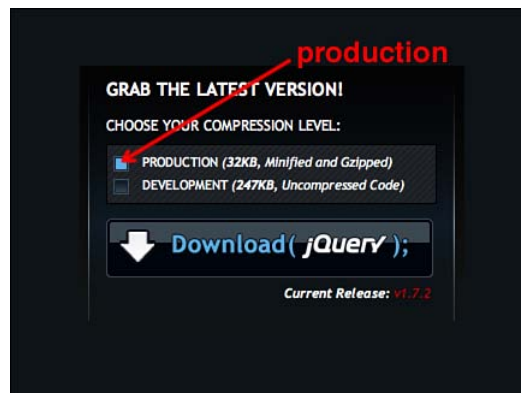 production
GRAB THE LATEST VERSION!
CHOOSE YOUR COMPRESSION LEVEL:
PRODUCTION (32KB, Minified and Gzipped)
DEVELOPMENT (247KB, Uncompressed Code)
Download( jQuery );
Current Release: v1.7.2